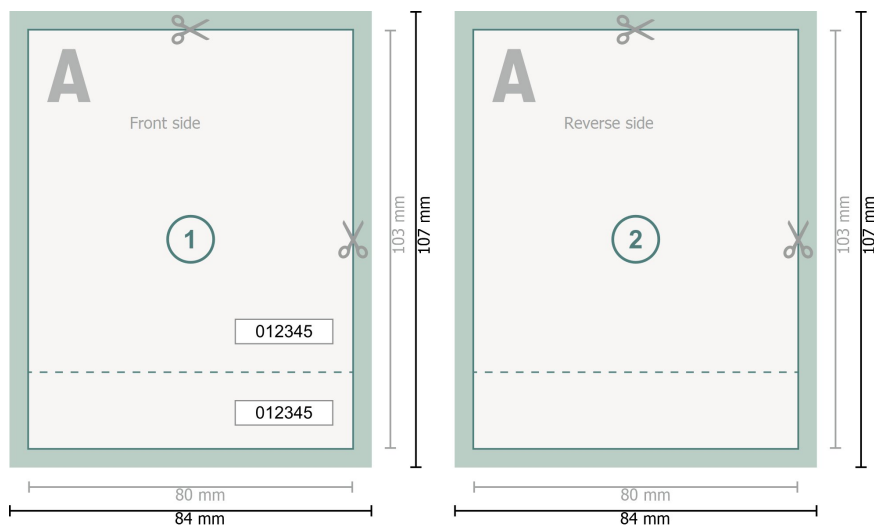 A
Front side
1
012345
012345
103 mm
107 mm
80 mm
84 mm
A
Reverse side
2
103 mm
107 mm
80 mm
84 mm